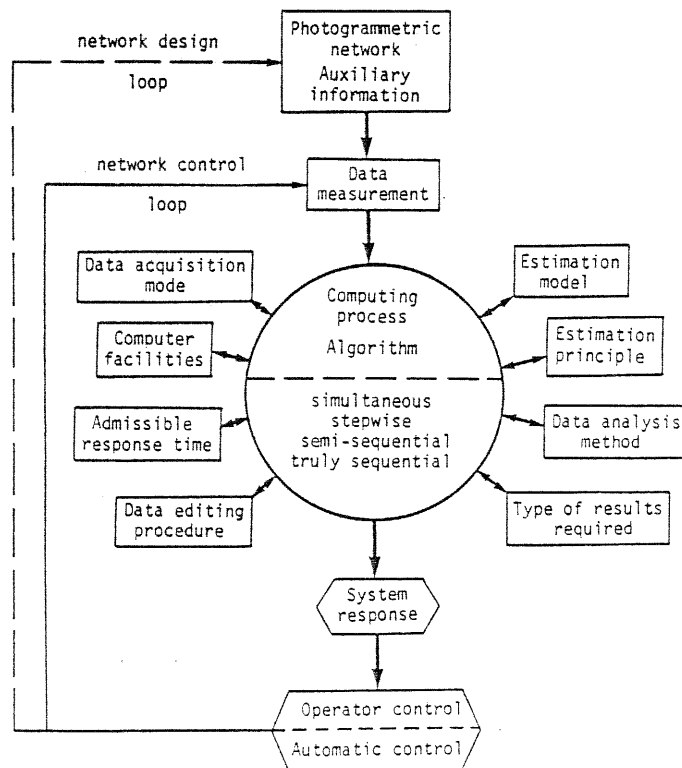 network design
loop
Photogrammetric
network
Auxiliary
information
network control
loop
Data
measurement
Data acquisition
mode
Computer
facilities
Admissible
response time
Data editing
procedure
Computing
process
Algorithm
simultaneous
stepwise
semi-sequential
truly sequential
Estimation
model
Estimation
principle
Data analysis
method
Type of results
required
System
response
Operator control
Automatic control